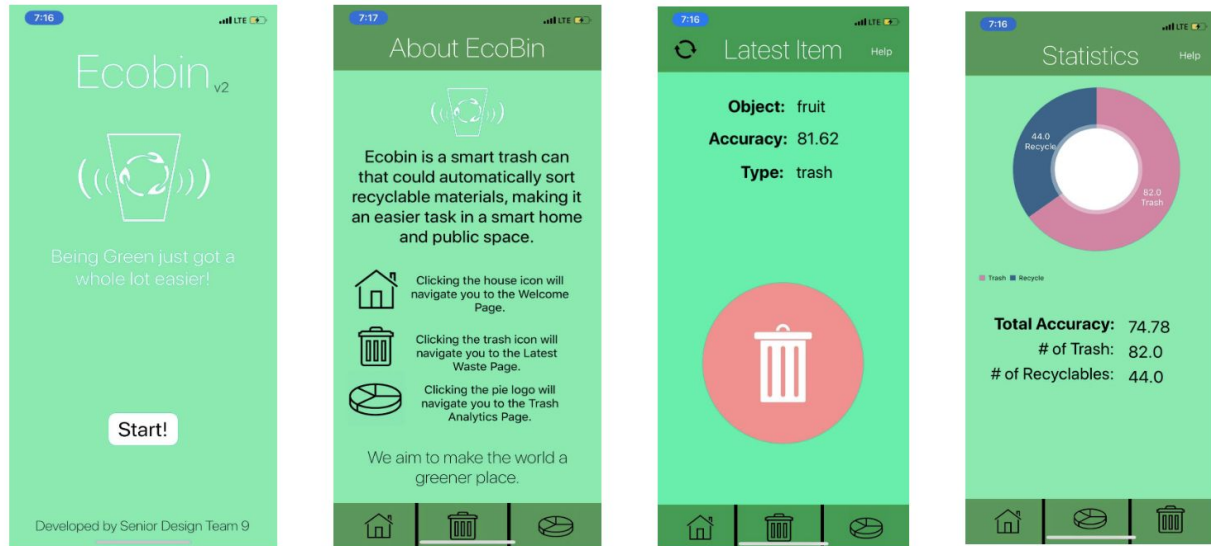 7:16
LTE
Ecobin v2
Being Green just got a
whole lot easier!
Start!
Developed by Senior Design Team 9
7:17
LTE
About EcoBin
Ecobin is a smart trash can
that could automatically sort
recyclable materials, making it
an easier task in a smart home
and public space.
Clicking the house icon will
navigate you to the Welcome
Page.
Clicking the trash icon will
navigate you to the Latest
Waste Page.
Clicking the pie logo will
navigate you to the Trash
Analytics Page.
We aim to make the world a
greener place.
7:16
LTE
Latest Item Help
Object: fruit
Accuracy: 81.62
Type: trash
7:16
LTE
Statistics Help
44.0
Recycle
82.0
Trash
Trash Recycle
Total Accuracy: 74.78
# of Trash: 82.0
# of Recyclables: 44.0